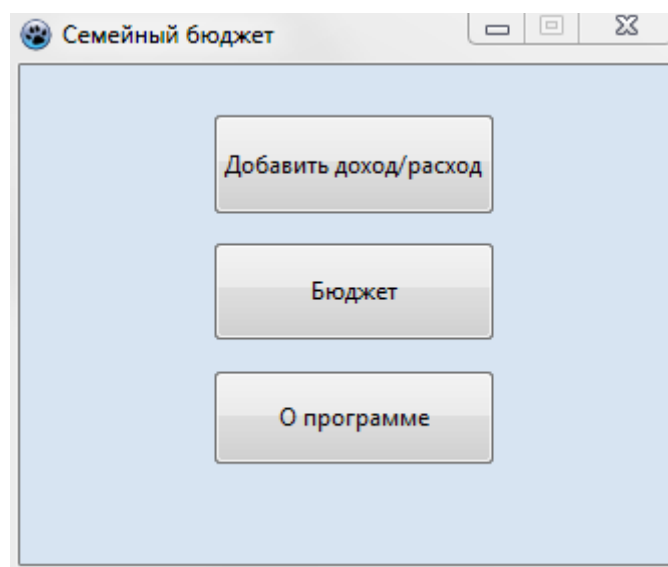 Семейный бюджет
Добавить доход/расход
Бюджет
О программе